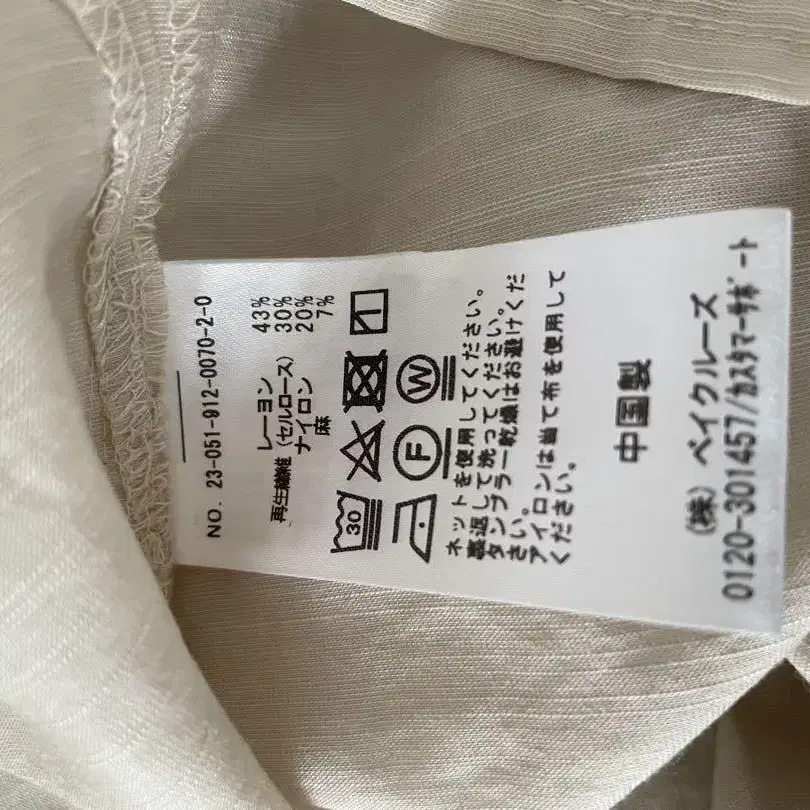 NO. 23-051-912-0070-2-0
レーヨン 43%
再生繊維(セルロース) 30%
ナイロン 20%
麻 7%
30
F W
ネットを使用してください。
裏返して洗ってください。
タンブラー乾燥はお避けくだ
さい。
アイロンは当て布を使用して
ください。
中国製
(株) ベイクルーズ
0120-301457/カスタマーサポート